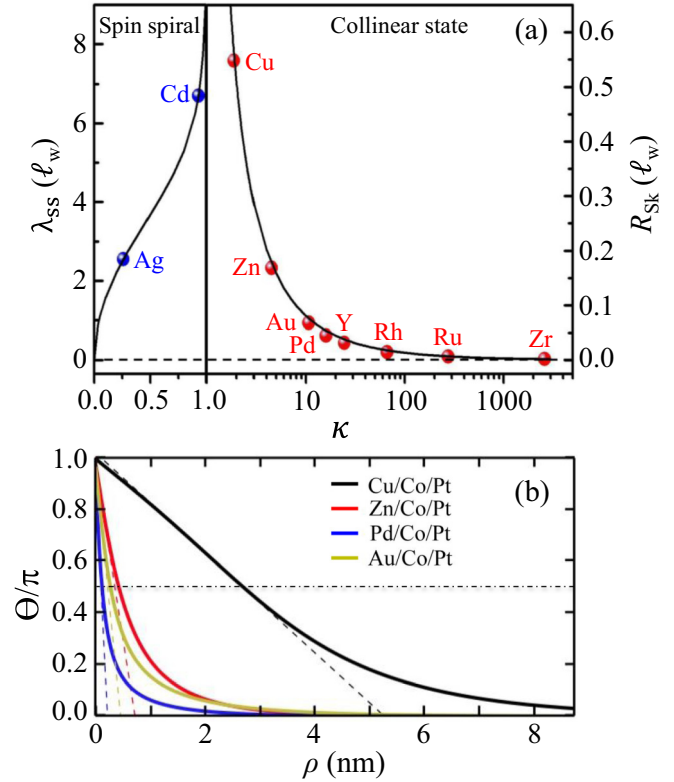 Spin spiral Collinear state (a)
8 0.6
Cu
Cd 0.5
6
0.4
λss (ℓw) RSk (ℓw)
4 0.3
Ag 0.2
2 Zn
Au Pd Y Rh Ru Zr 0.1
0 0.0
0.0 0.5 1.0 10 100 1000
κ
1.0 (b)
Cu/Co/Pt
0.8 Zn/Co/Pt
Pd/Co/Pt
0.6 Au/Co/Pt
Θ/π
0.4
0.2
0.0
0 2 4 6 8
ρ (nm)